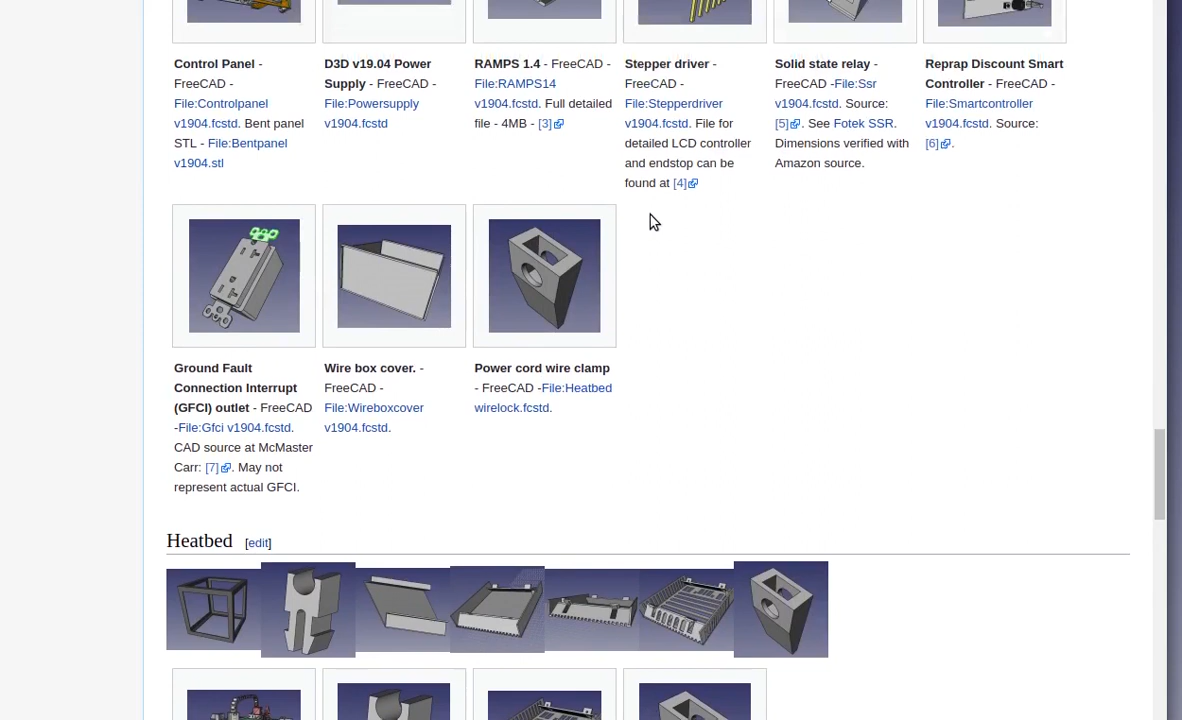 Control Panel -
FreeCAD -
File:Controlpanel
v1904.fcstd. Bent panel
STL - File:Bentpanel
v1904.stl
D3D v19.04 Power
Supply - FreeCAD -
File:Powersupply
v1904.fcstd
RAMPS 1.4 - FreeCAD -
File:RAMPS14
v1904.fcstd. Full detailed
file - 4MB - [3]
Stepper driver -
FreeCAD -
File:Stepperdriver
v1904.fcstd. File for
detailed LCD controller
and endstop can be
found at [4]
Solid state relay -
FreeCAD -File:Ssr
v1904.fcstd. Source:
[5]. See Fotek SSR.
Dimensions verified with
Amazon source.
Reprap Discount Smart
Controller - FreeCAD -
File:Smartcontroller
v1904.fcstd. Source:
[6].
Ground Fault
Connection Interrupt
(GFCI) outlet - FreeCAD
-File:Gfci v1904.fcstd.
CAD source at McMaster
Carr: [7]. May not
represent actual GFCI.
Wire box cover. -
FreeCAD -
File:Wireboxcover
v1904.fcstd.
Power cord wire clamp
- FreeCAD -File:Heatbed
wirelock.fcstd.
Heatbed [edit]